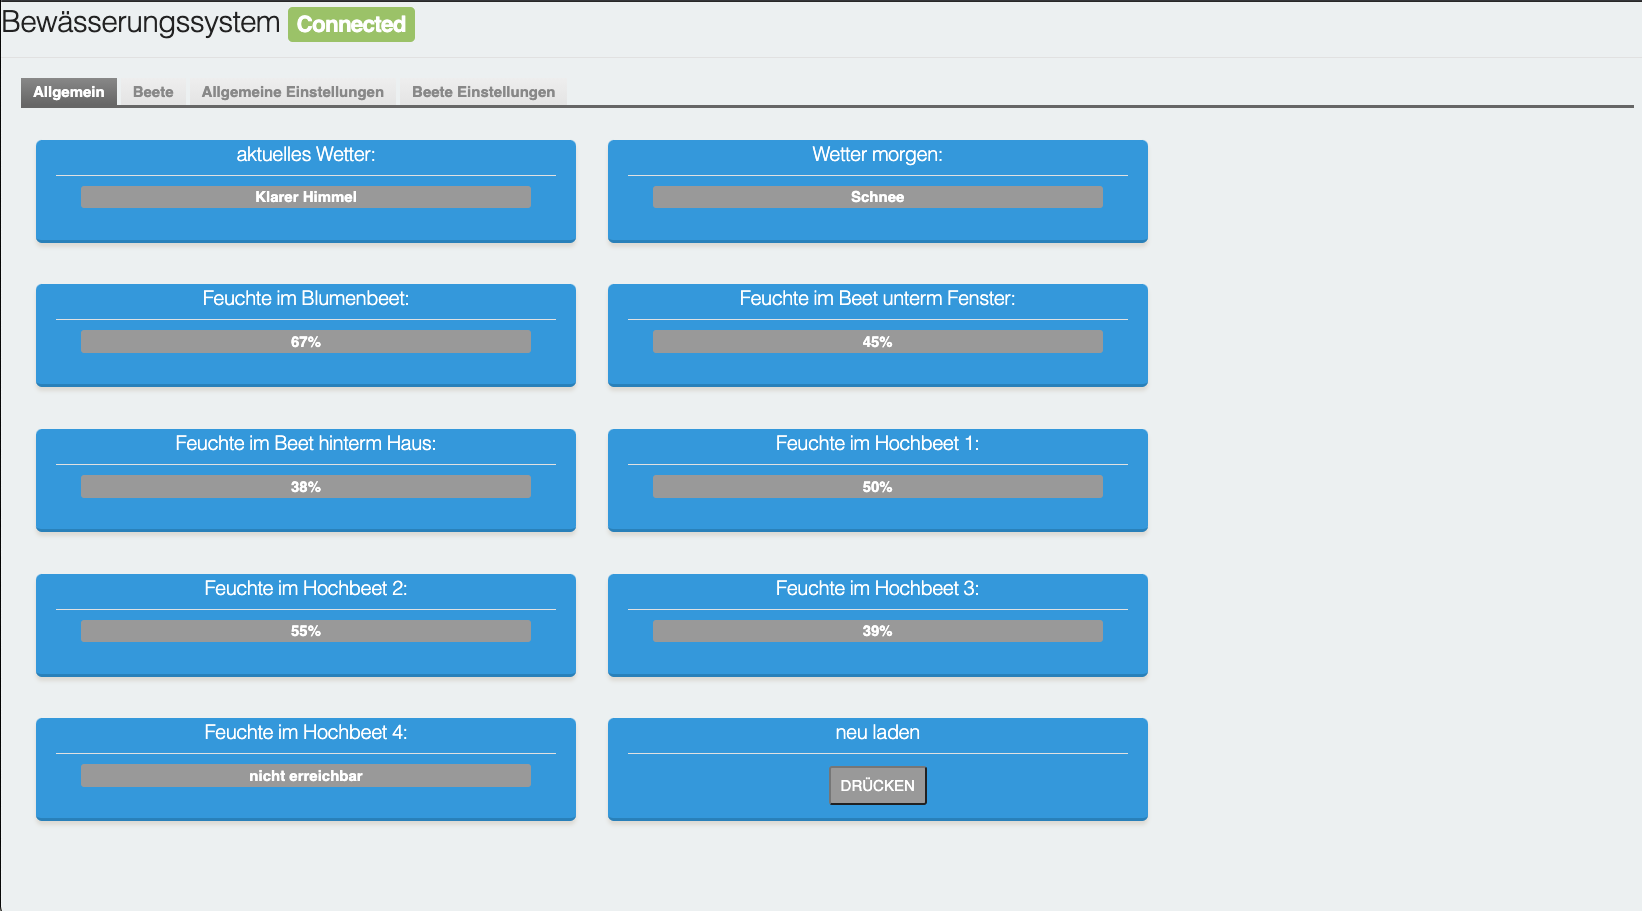 Bewässerungssystem Connected
Allgemein Beete Allgemeine Einstellungen Beete Einstellungen
aktuelles Wetter:
Klarer Himmel
Wetter morgen:
Schnee
Feuchte im Blumenbeet:
67%
Feuchte im Beet unterm Fenster:
45%
Feuchte im Beet hinterm Haus:
38%
Feuchte im Hochbeet 1:
50%
Feuchte im Hochbeet 2:
55%
Feuchte im Hochbeet 3:
39%
Feuchte im Hochbeet 4:
nicht erreichbar
neu laden
DRÜCKEN